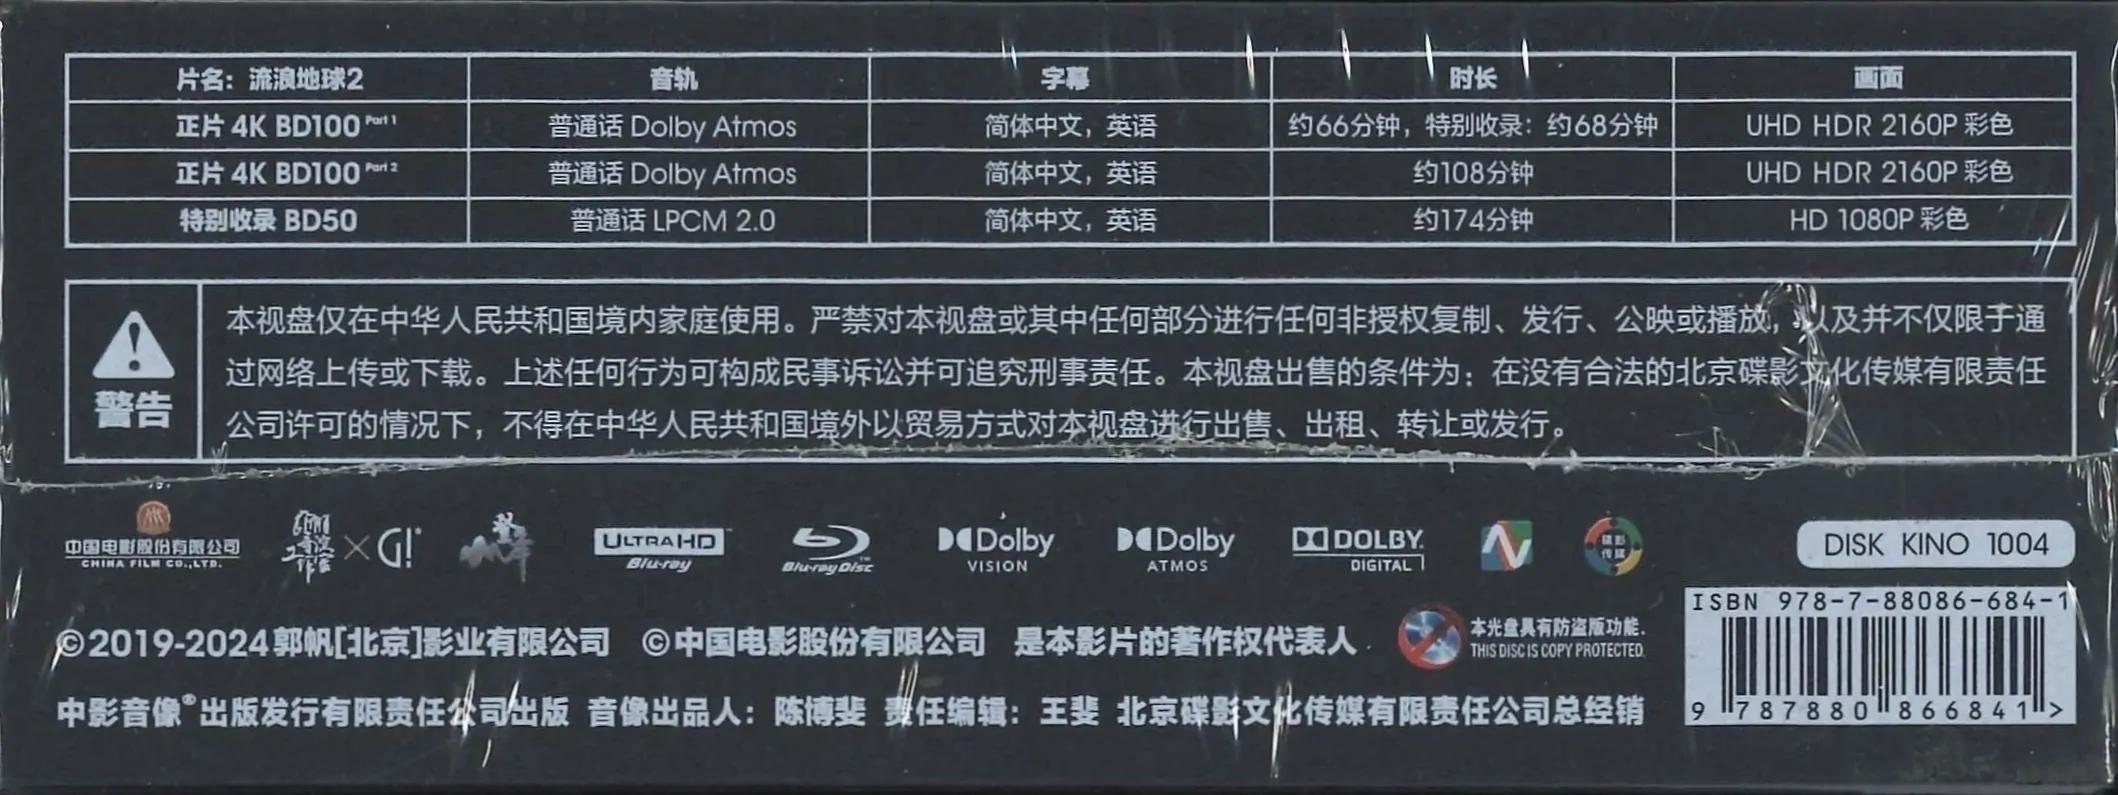 片名：流浪地球2 音轨 字幕 时长 画面
正片 4K BD100 Part 1 普通话 Dolby Atmos 简体中文，英语 约66分钟，特别收录：约68分钟 UHD HDR 2160P 彩色
正片 4K BD100 Part 2 普通话 Dolby Atmos 简体中文，英语 约108分钟 UHD HDR 2160P 彩色
特别收录 BD50 普通话 LPCM 2.0 简体中文，英语 约174分钟 HD 1080P 彩色
警告
本视盘仅在中华人民共和国境内家庭使用。严禁对本视盘或其中任何部分进行任何非授权复制、发行、公映或播放，以及并不仅限于通
过网络上传或下载。上述任何行为可构成民事诉讼并可追究刑事责任。本视盘出售的条件为：在没有合法的北京碟影文化传媒有限责任
公司许可的情况下，不得在中华人民共和国境外以贸易方式对本视盘进行出售、出租、转让或发行。
中国电影股份有限公司
CHINA FILM CO.,LTD.
×G!
ULTRA HD
Blu-ray
Blu-ray Disc
Dolby
VISION
Dolby
ATMOS
DOLBY
DIGITAL
碟影
传媒
DISK KINO 1004
ISBN 978-7-88086-684-1
9 787880 866841 >
©2019-2024郭帆[北京]影业有限公司 ©中国电影股份有限公司 是本影片的著作权代表人
本光盘具有防盗版功能.
THIS DISC IS COPY PROTECTED.
中影音像®出版发行有限责任公司出版 音像出品人：陈博斐 责任编辑：王斐 北京碟影文化传媒有限责任公司总经销